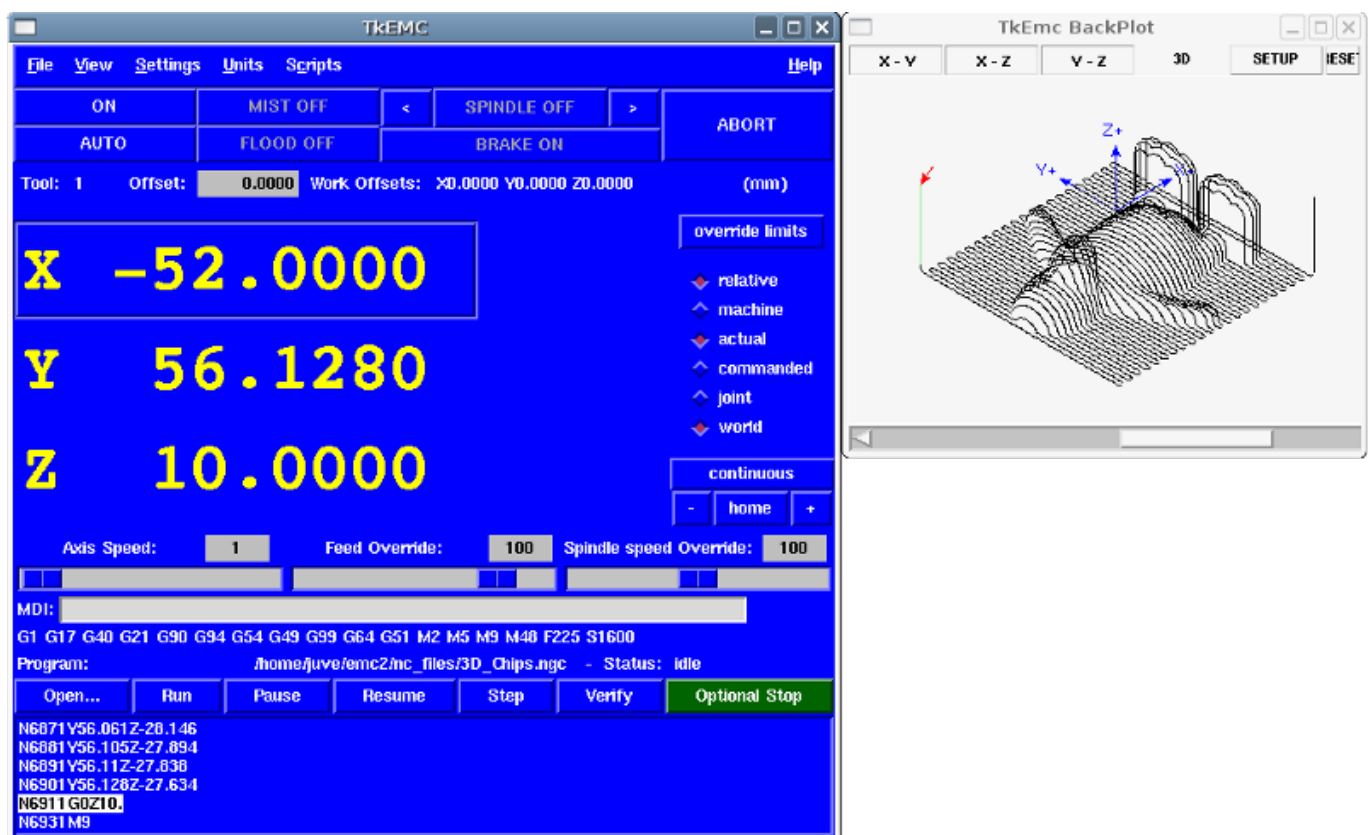 TkEMC
File View Settings Units Scripts Help
ON MIST OFF < SPINDLE OFF > ABORT
AUTO FLOOD OFF BRAKE ON
Tool: 1 Offset: 0.0000 Work Offsets: X0.0000 Y0.0000 Z0.0000 (mm)
override limits
X -52.0000
relative
machine
Y 56.1280
actual
commanded
joint
world
Z 10.0000
continuous
- home +
Axis Speed: 1 Feed Override: 100 Spindle speed Override: 100
MDI:
G1 G17 G40 G21 G90 G94 G54 G49 G99 G64 G51 M2 M5 M9 M48 F225 S1600
Program: /home/juve/emc2/nc_files/3D_Chips.ngc - Status: idle
Open... Run Pause Resume Step Verify Optional Stop
N6871Y56.061Z-28.146
N6881Y56.105Z-27.894
N6891Y56.11Z-27.838
N6901Y56.128Z-27.634
N6911G0Z10.
N6931M9
TkEmc BackPlot
X - Y X - Z Y - Z 3D SETUP
Z+
Y+ X+